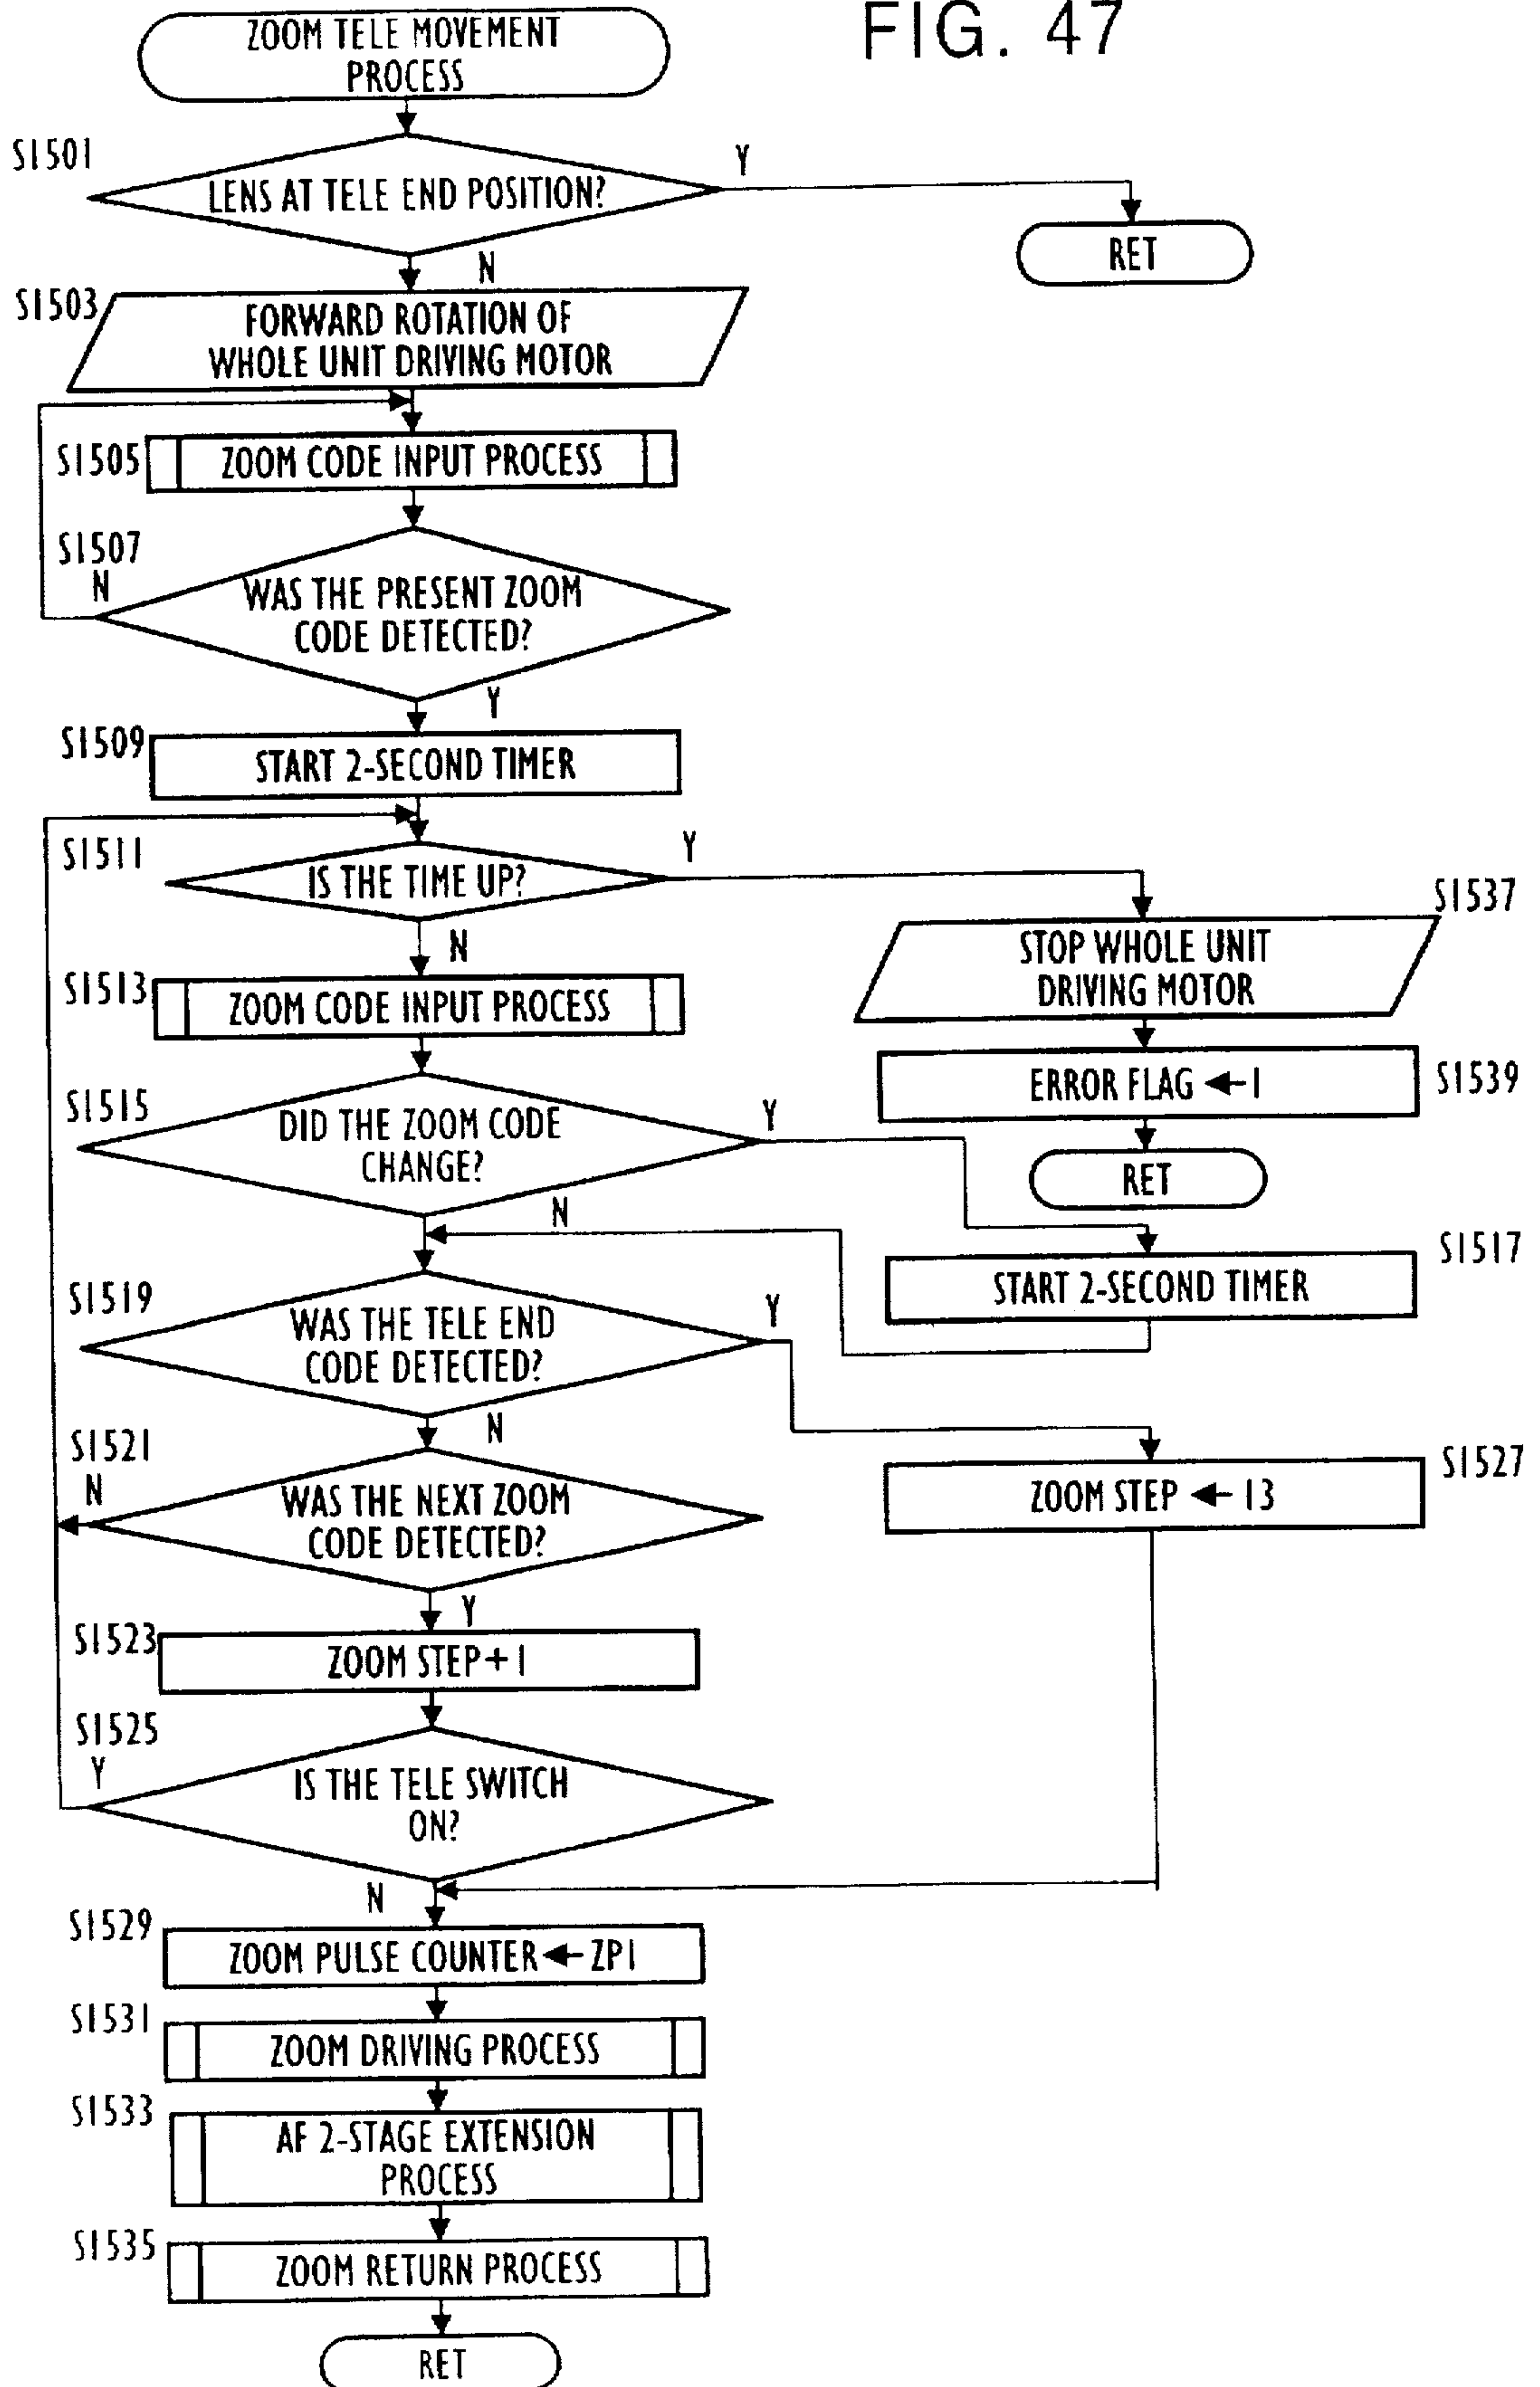 FIG. 47
ZOOM TELE MOVEMENT
PROCESS
S1501
LENS AT TELE END POSITION?
Y
RET
N
S1503
FORWARD ROTATION OF
WHOLE UNIT DRIVING MOTOR
S1505
ZOOM CODE INPUT PROCESS
S1507
N
WAS THE PRESENT ZOOM
CODE DETECTED?
Y
S1509
START 2-SECOND TIMER
S1511
IS THE TIME UP?
Y
N
S1537
STOP WHOLE UNIT
DRIVING MOTOR
S1513
ZOOM CODE INPUT PROCESS
ERROR FLAG ← 1
S1539
RET
S1515
DID THE ZOOM CODE
CHANGE?
Y
N
S1517
START 2-SECOND TIMER
S1519
WAS THE TELE END
CODE DETECTED?
Y
N
S1521
N
WAS THE NEXT ZOOM
CODE DETECTED?
Y
S1527
ZOOM STEP ← 13
S1523
ZOOM STEP + 1
S1525
Y
IS THE TELE SWITCH
ON?
N
S1529
ZOOM PULSE COUNTER ← ZP1
S1531
ZOOM DRIVING PROCESS
S1533
AF 2-STAGE EXTENSION
PROCESS
S1535
ZOOM RETURN PROCESS
RET